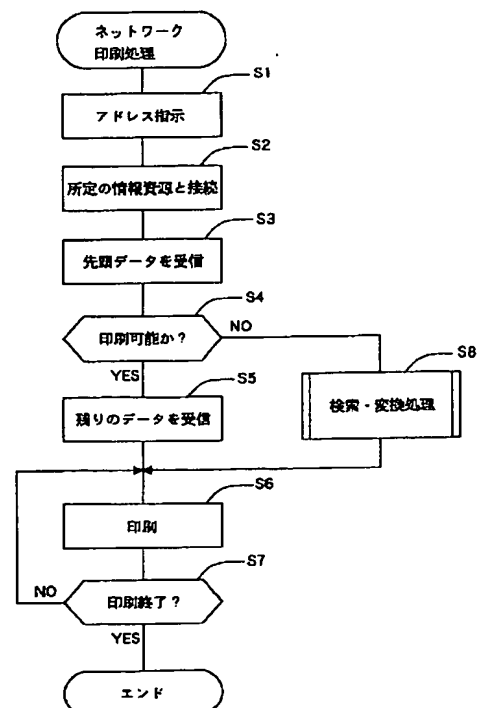 ネットワーク
印刷処理
S1
アドレス指示
S2
所定の情報資源と接続
S3
先頭データを受信
S4
印刷可能か？
NO
YES
S5
残りのデータを受信
S8
検索・変換処理
S6
印刷
S7
印刷終了？
NO
YES
エンド